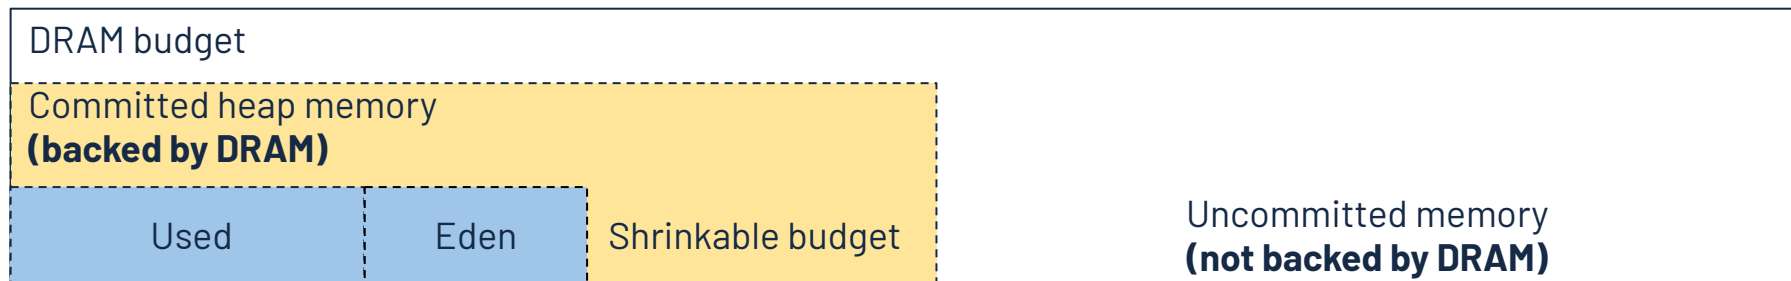 DRAM budget
Committed heap memory
(backed by DRAM)
Used
Eden
Shrinkable budget
Uncommitted memory
(not backed by DRAM)